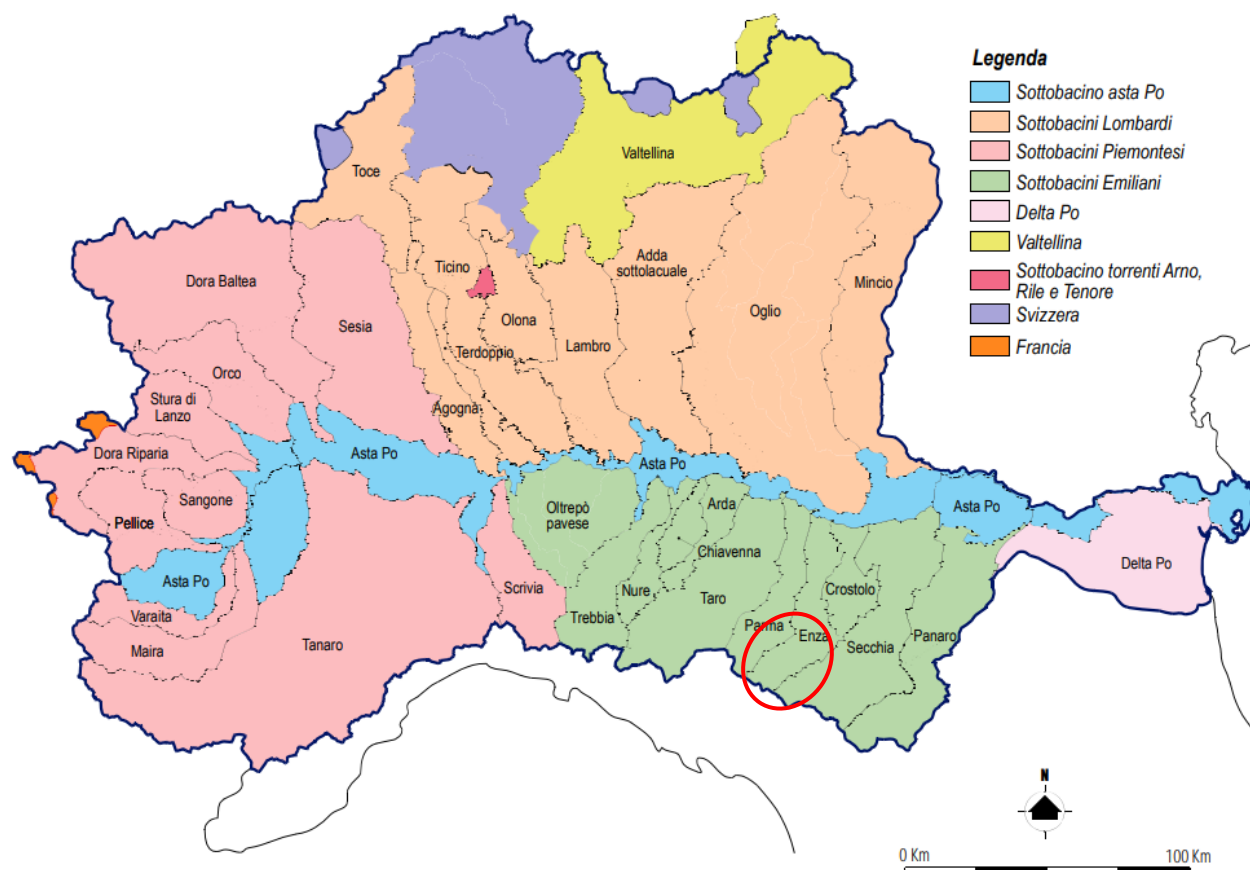 Legenda
Sottobacino asta Po
Sottobacini Lombardi
Sottobacini Piemontesi
Sottobacini Emiliani
Delta Po
Valtellina
Sottobacino torrenti Arno,
Rile e Tenore
Svizzera
Francia
Valtellina
Toce
Ticino
Adda
sottolacuale
Mincio
Dora Baltea
Sesia
Olona
Oglio
Terdoppio
Lambro
Orco
Stura di
Lanzo
Agogna
Dora Riparia
Asta Po
Asta Po
Sangone
Pellice
Oltrepò
pavese
Arda
Asta Po
Chiavenna
Asta Po
Delta Po
Varaita
Maira
Tanaro
Scrivia
Trebbia
Nure
Taro
Crostolo
Parma
Enza
Secchia
Panaro
N
0 Km
100 Km